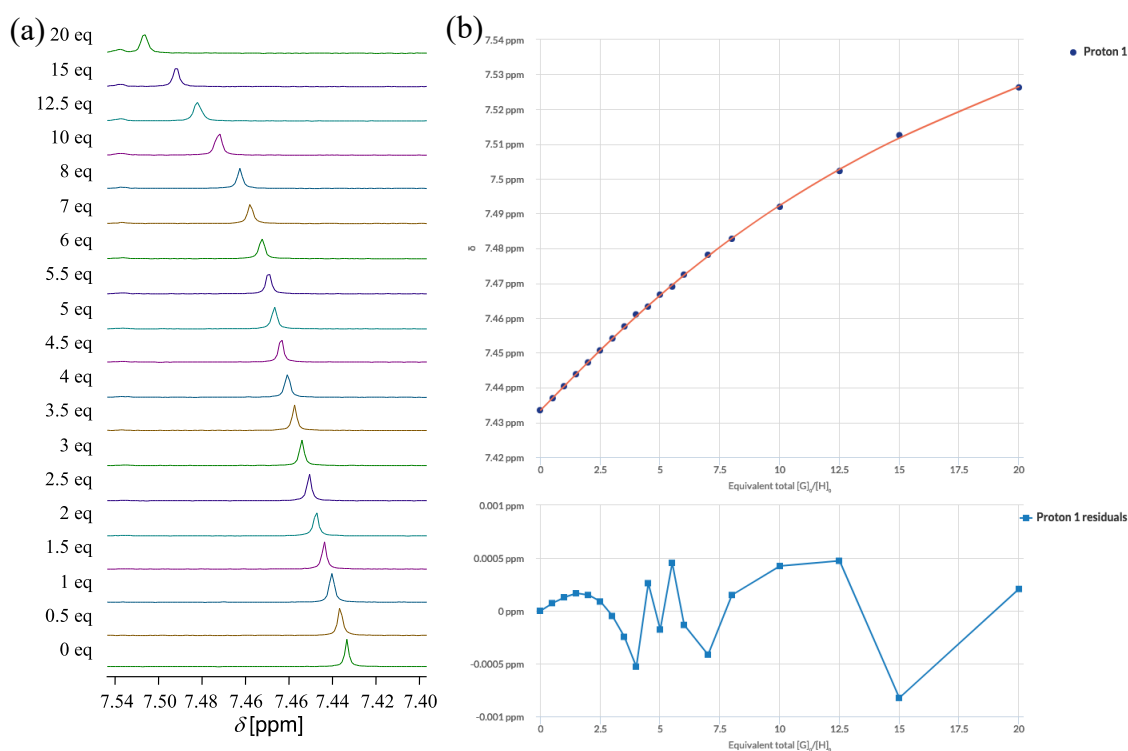 (a)
20 eq
15 eq
12.5 eq
10 eq
8 eq
7 eq
6 eq
5.5 eq
5 eq
4.5 eq
4 eq
3.5 eq
3 eq
2.5 eq
2 eq
1.5 eq
1 eq
0.5 eq
0 eq
7.54 7.50 7.48 7.46 7.44 7.42 7.40
δ [ppm]
(b)
7.54 ppm
7.53 ppm
7.52 ppm
7.51 ppm
7.5 ppm
7.49 ppm
7.48 ppm
7.47 ppm
7.46 ppm
7.45 ppm
7.44 ppm
7.43 ppm
7.42 ppm
δ
0 2.5 5 7.5 10 12.5 15 17.5 20
Equivalent total [G]₀/[H]₀
Proton 1
0.001 ppm
0.0005 ppm
0 ppm
-0.0005 ppm
-0.001 ppm
0 2.5 5 7.5 10 12.5 15 17.5 20
Equivalent total [G]₀/[H]₀
Proton 1 residuals